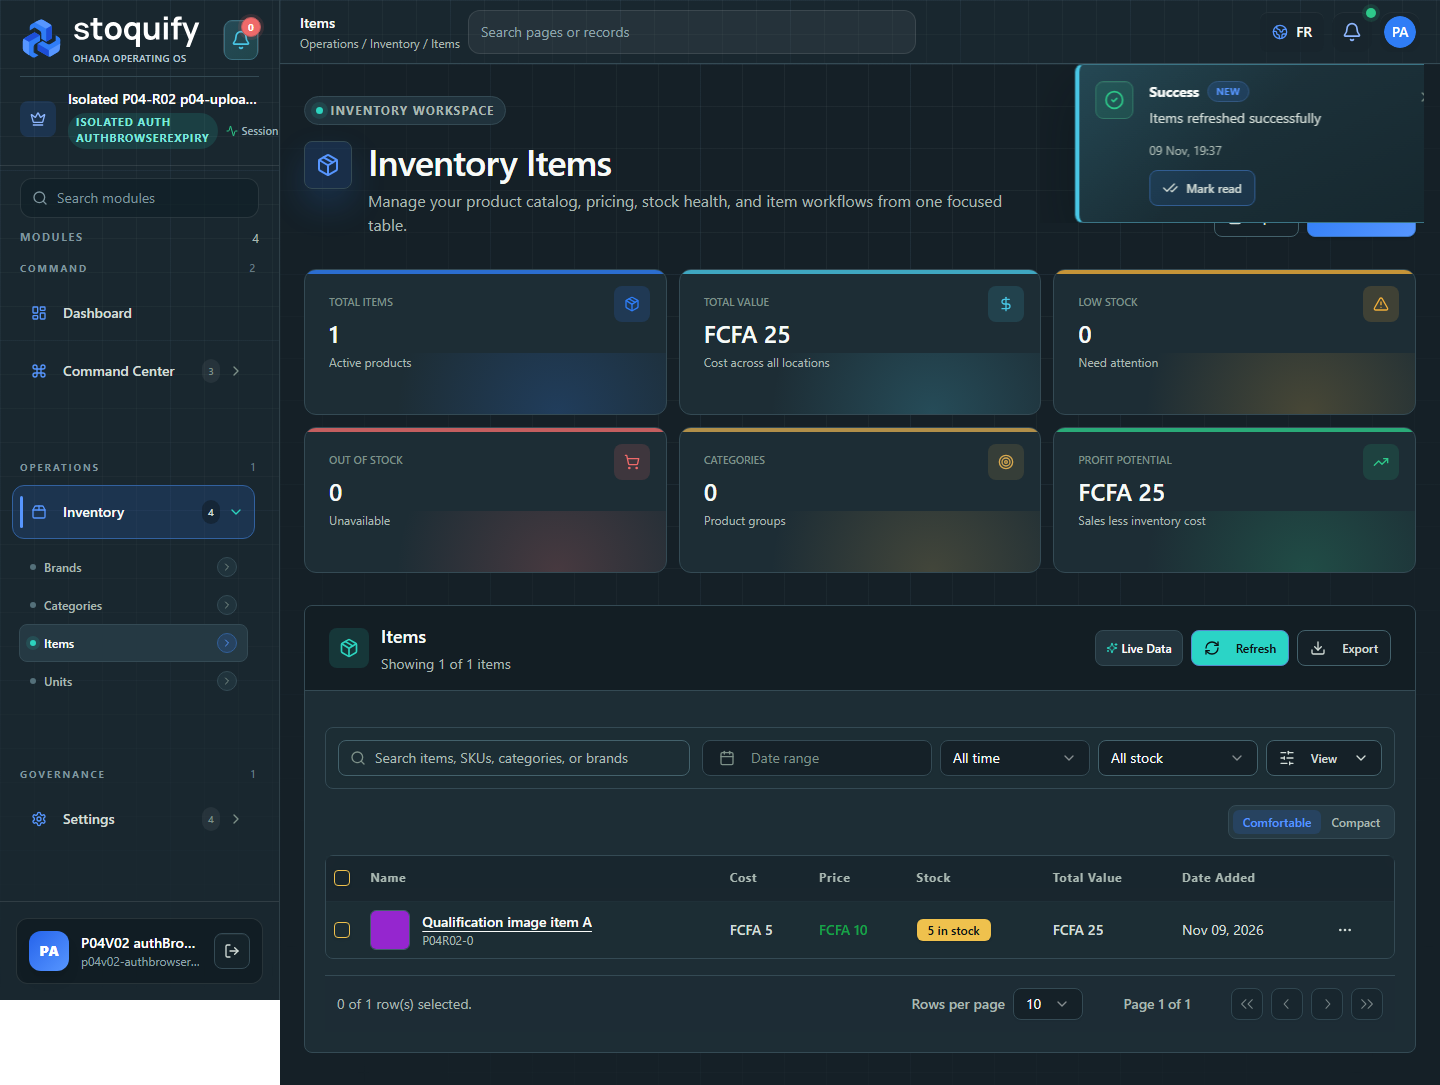 stoquify
OHADA OPERATING OS
0
Isolated P04-R02 p04-uploa...
ISOLATED AUTH
AUTHBROWSEREXPIRY
Session
Search modules
MODULES 4
COMMAND 2
Dashboard
Command Center 3
OPERATIONS 1
Inventory 4
Brands
Categories
Items
Units
GOVERNANCE 1
Settings 4
PA
P04V02 authBro...
p04v02-authbrowser...
Items
Operations / Inventory / Items
Search pages or records
FR
PA
Success NEW
Items refreshed successfully
09 Nov, 19:37
Mark read
INVENTORY WORKSPACE
Inventory Items
Manage your product catalog, pricing, stock health, and item workflows from one focused
table.
TOTAL ITEMS
1
Active products
TOTAL VALUE
FCFA 25
Cost across all locations
LOW STOCK
0
Need attention
OUT OF STOCK
0
Unavailable
CATEGORIES
0
Product groups
PROFIT POTENTIAL
FCFA 25
Sales less inventory cost
Items
Showing 1 of 1 items
Live Data
Refresh
Export
Search items, SKUs, categories, or brands
Date range
All time
All stock
View
Comfortable Compact
Name Cost Price Stock Total Value Date Added
Qualification image item A
P04R02-0
FCFA 5 FCFA 10 5 in stock FCFA 25 Nov 09, 2026
0 of 1 row(s) selected.
Rows per page 10
Page 1 of 1